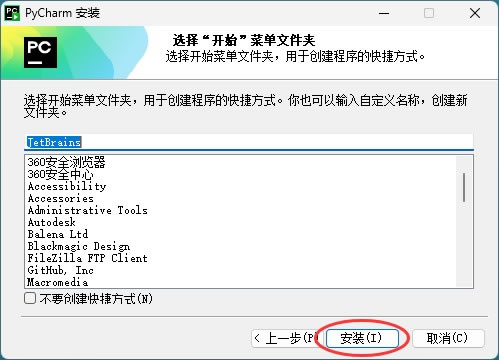 PyCharm 安装
PC
选择“开始”菜单文件夹
PC
选择开始菜单文件夹，用于创建程序的快捷方式。
选择开始菜单文件夹，用于创建程序的快捷方式。你也可以输入自定义名称，创建新
文件夹。
JetBrains
360安全浏览器
360安全中心
Accessibility
Accessories
Administrative Tools
Autodesk
Balena Ltd
Blackmagic Design
FileZilla FTP Client
GitHub, Inc
Macromedia
不要创建快捷方式(N)
< 上一步(P)
安装(I)
取消(C)